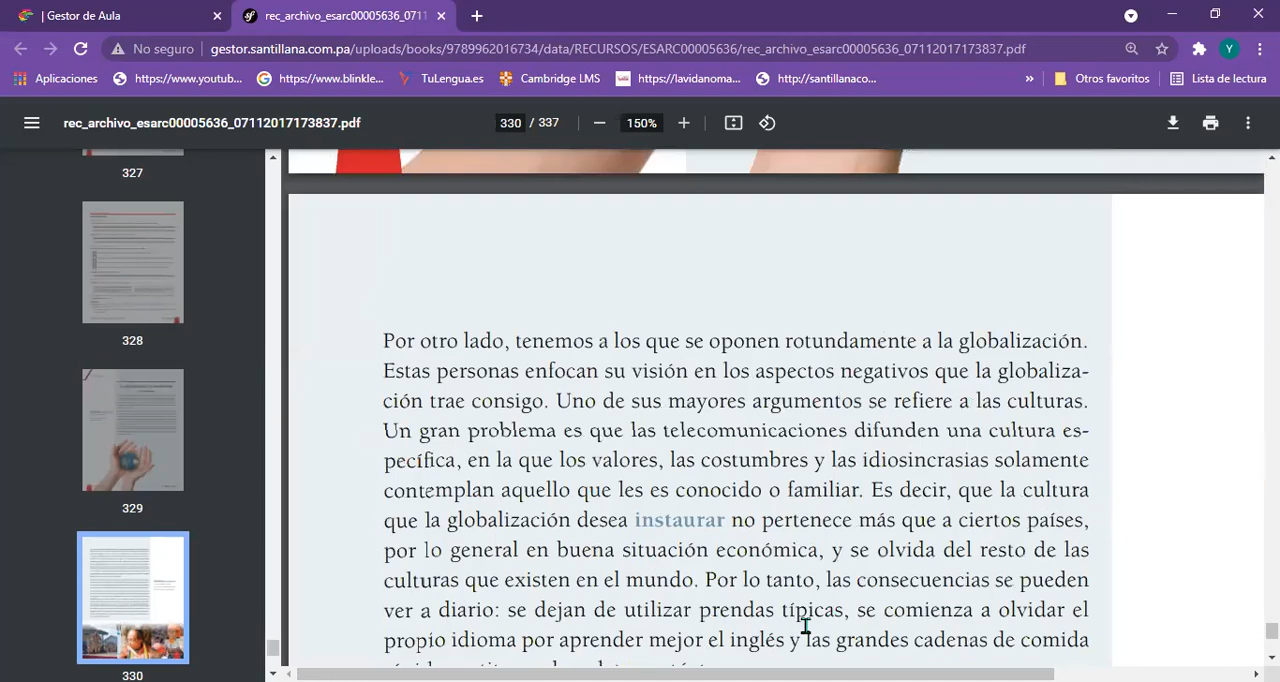 Gestor de Aula
rec_archivo_esarc00005636_0711
No seguro
gestor.santillana.com.pa/uploads/books/9789962016734/data/RECURSOS/ESARC00005636/rec_archivo_esarc00005636_07112017173837.pdf
Y
Aplicaciones
https://www.youtub...
https://www.blinkle...
TuLengua.es
Cambridge LMS
https://lavidanoma...
http://santillanaco...
»
Otros favoritos
Lista de lectura
rec_archivo_esarc00005636_07112017173837.pdf
330 / 337
150%
327
328
329
330
Por otro lado, tenemos a los que se oponen rotundamente a la globalización.
Estas personas enfocan su visión en los aspectos negativos que la globaliza-
ción trae consigo. Uno de sus mayores argumentos se refiere a las culturas.
Un gran problema es que las telecomunicaciones difunden una cultura es-
pecífica, en la que los valores, las costumbres y las idiosincrasias solamente
contemplan aquello que les es conocido o familiar. Es decir, que la cultura
que la globalización desea instaurar no pertenece más que a ciertos países,
por lo general en buena situación económica, y se olvida del resto de las
culturas que existen en el mundo. Por lo tanto, las consecuencias se pueden
ver a diario: se dejan de utilizar prendas típicas, se comienza a olvidar el
propio idioma por aprender mejor el inglés y las grandes cadenas de comida